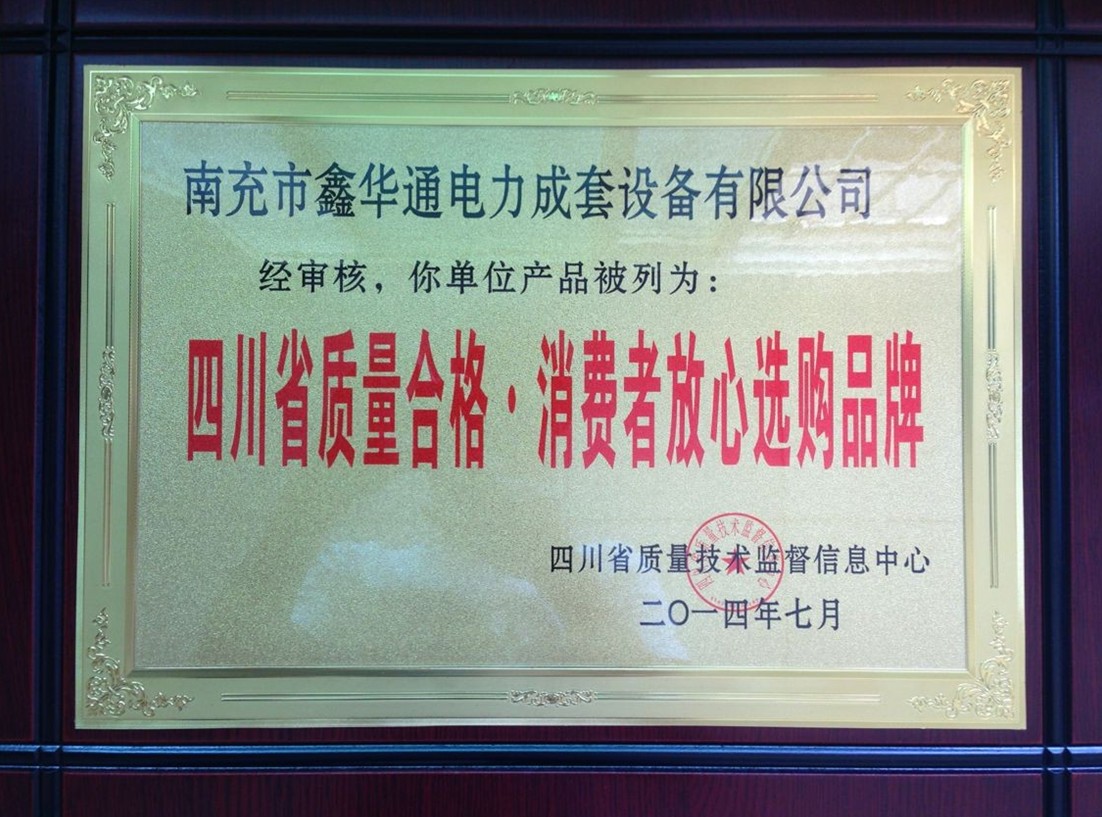 南充市鑫华通电力成套设备有限公司
经审核，你单位产品被列为：
四川省质量合格·消费者放心选购品牌
四川省质量技术监督信息中心
二〇一四年七月